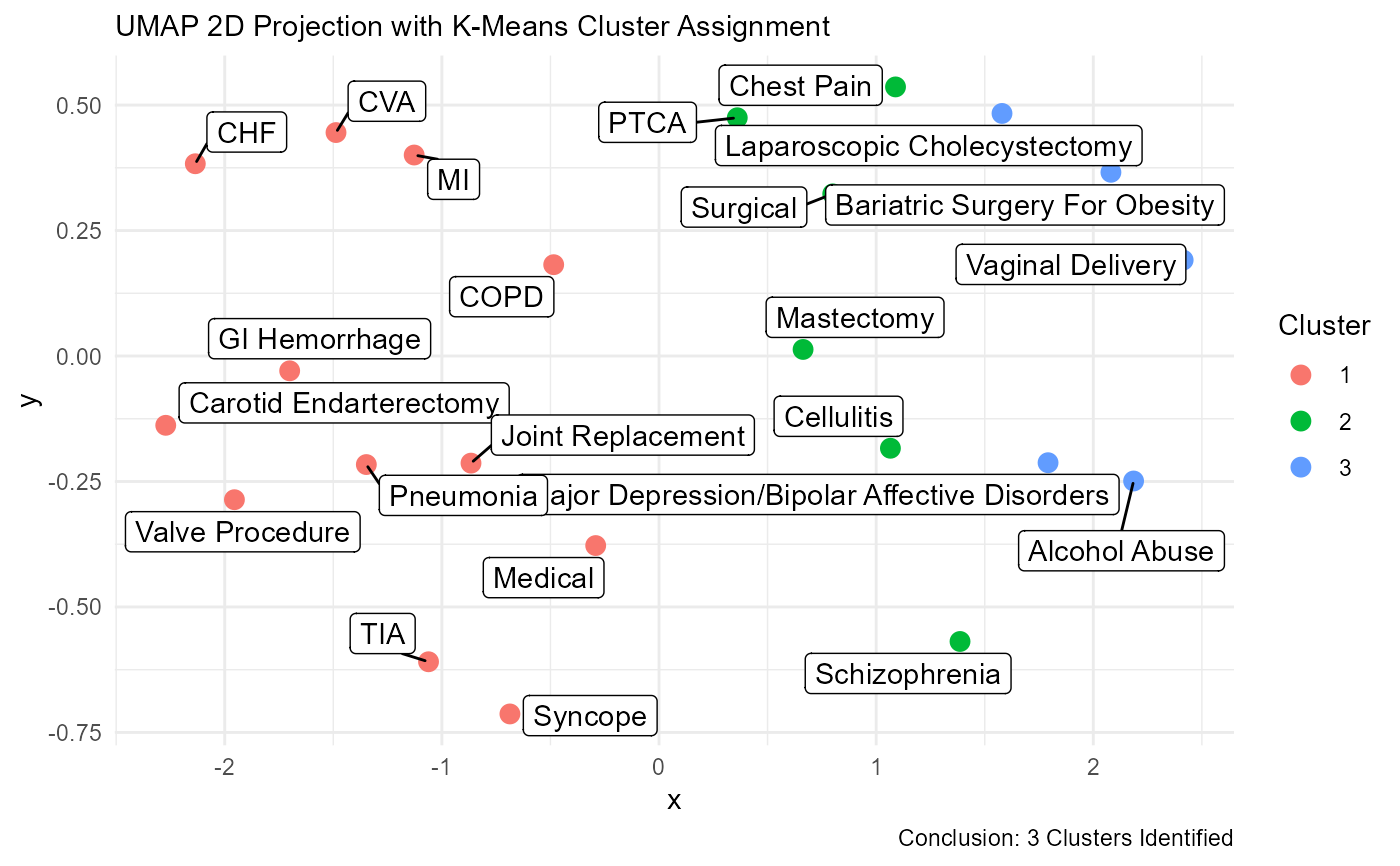 UMAP 2D Projection with K-Means Cluster Assignment
Chest Pain
CVA
0.50
PTCA
CHF
Laparoscopic Cholecystectomy
MI
Surgical
Bariatric Surgery For Obesity
0.25
Vaginal Delivery
COPD
Mastectomy
Cluster
GI Hemorrhage
0.00
1
y
Carotid Endarterectomy
Cellulitis
2
Joint Replacement
3
-0.25
Pneumonia
ajor Depression/Bipolar Affective Disorders
Valve Procedure
Alcohol Abuse
Medical
-0.50
TIA
Schizophrenia
Syncope
-0.75
-2
-1
0
1
2
x
Conclusion: 3 Clusters Identified